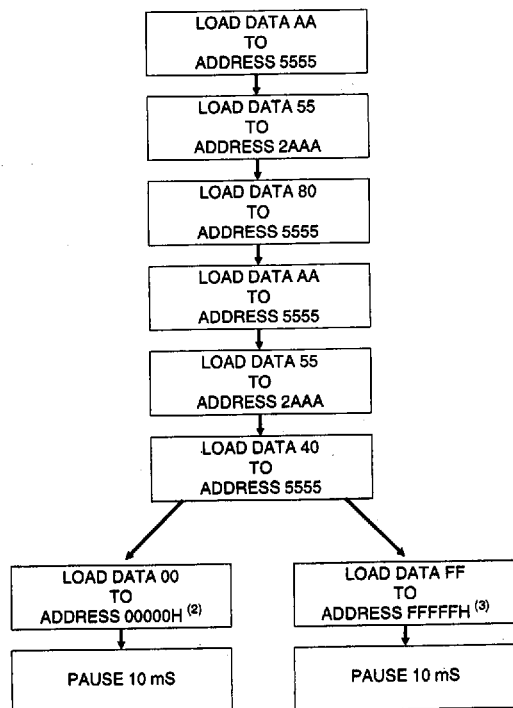 LOAD DATA AA
TO
ADDRESS 5555
LOAD DATA 55
TO
ADDRESS 2AAA
LOAD DATA 80
TO
ADDRESS 5555
LOAD DATA AA
TO
ADDRESS 5555
LOAD DATA 55
TO
ADDRESS 2AAA
LOAD DATA 40
TO
ADDRESS 5555
LOAD DATA 00
TO
ADDRESS 00000H (2)
PAUSE 10 mS
LOAD DATA FF
TO
ADDRESS FFFFFH (3)
PAUSE 10 mS